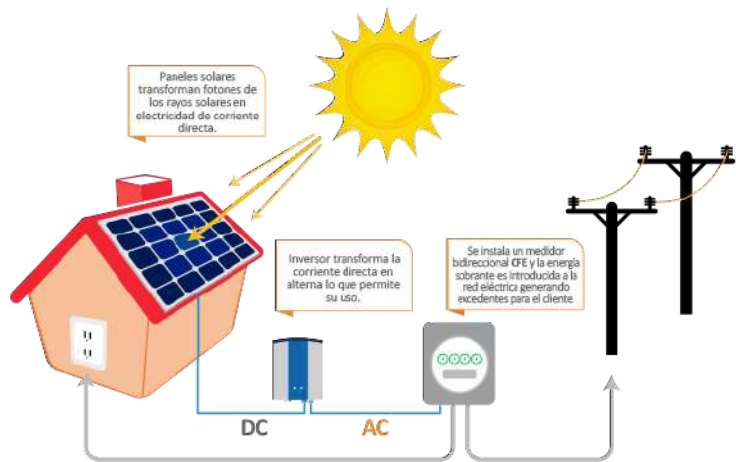 Paneles solares
transforman fotones de
los rayos solares en
electricidad de corriente
directa.
Inversor transforma la
corriente directa en
alterna lo que permite
su uso.
Se instala un medidor
bidireccional CFE y la energía
sobrante es introducida a la
red eléctrica generando
excedentes para el cliente
DC
AC